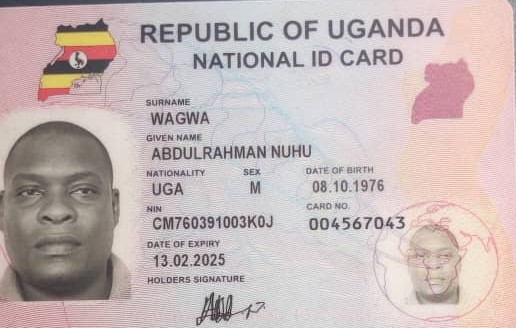 REPUBLIC OF UGANDA
NATIONAL ID CARD
SURNAME
WAGWA
GIVEN NAME
ABDULRAHMAN NUHU
NATIONALITY SEX DATE OF BIRTH
UGA M 08.10.1976
NIN CARD NO.
CM760391003K0J 004567043
DATE OF EXPIRY
13.02.2025
HOLDERS SIGNATURE